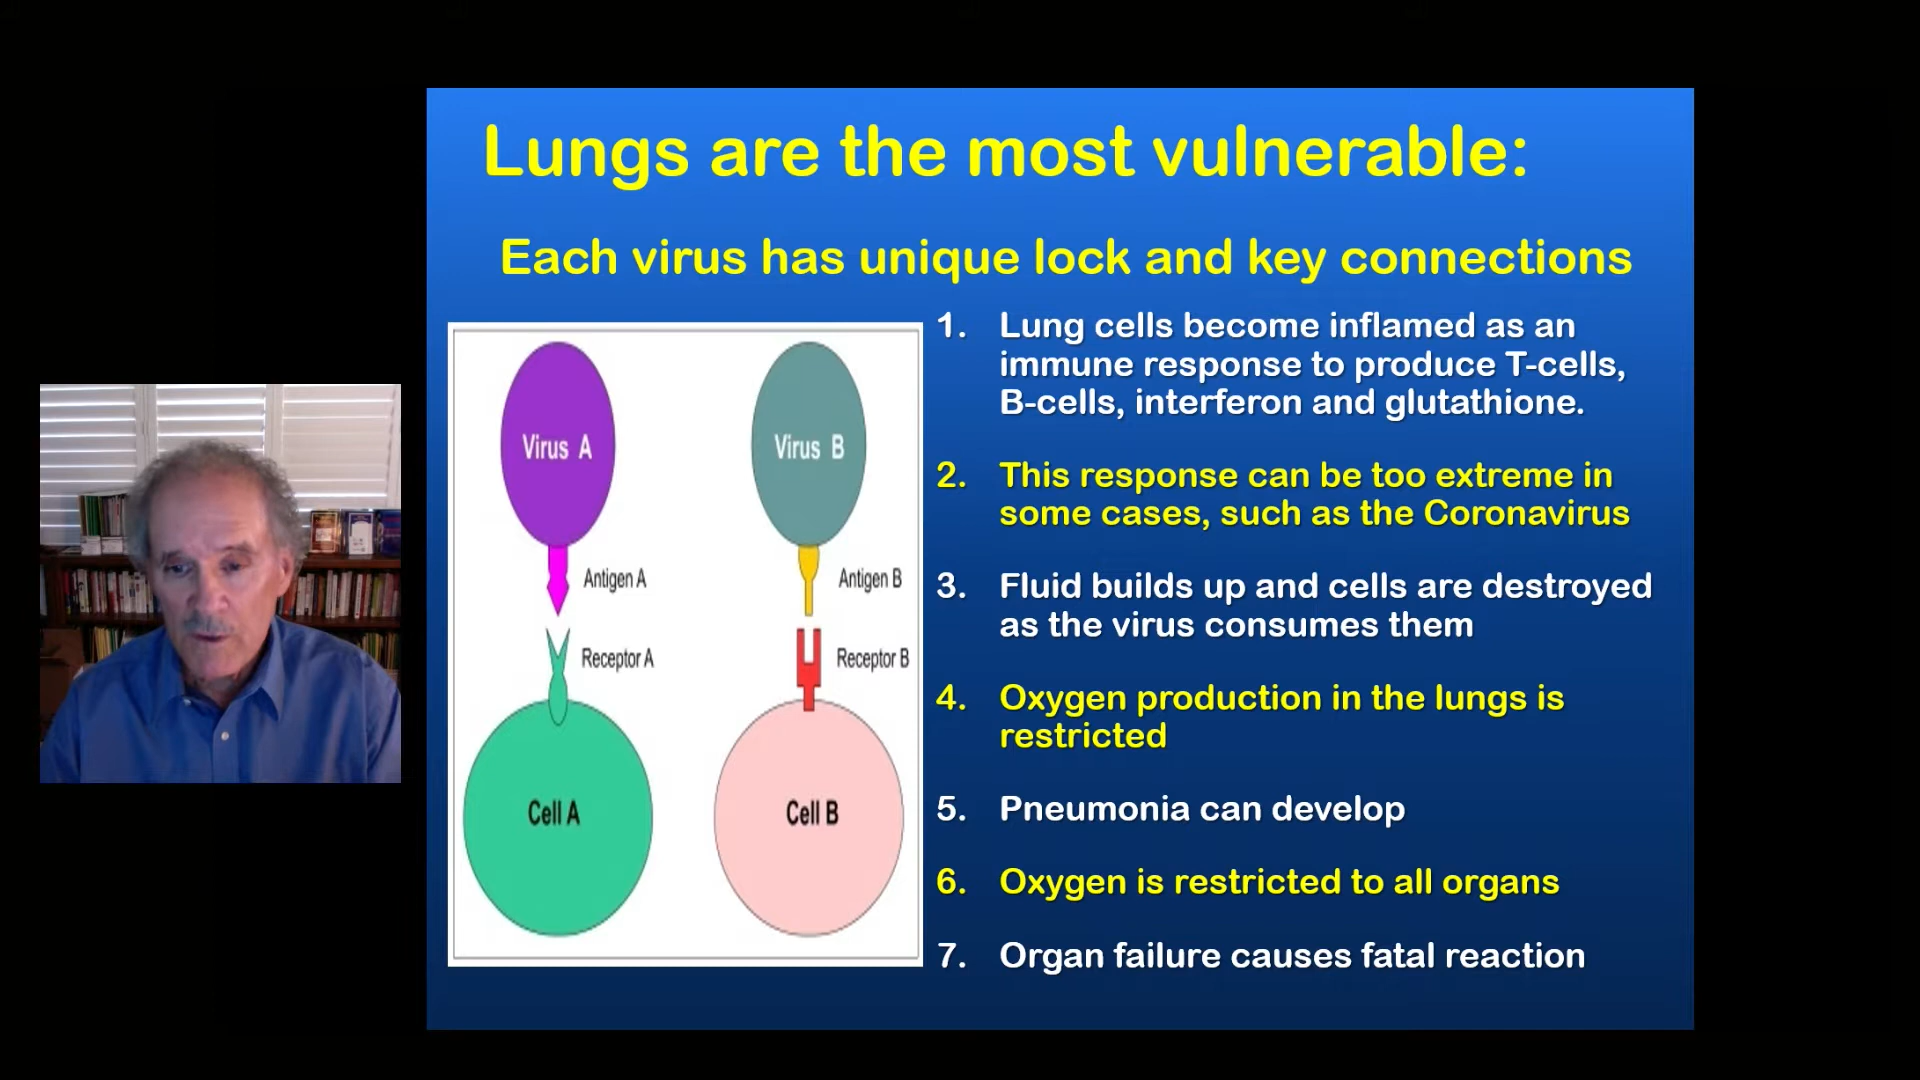 Lungs are the most vulnerable:
Each virus has unique lock and key connections
Virus A
Virus B
Antigen A
Antigen B
Receptor A
Receptor B
Cell A
Cell B
1. Lung cells become inflamed as an
immune response to produce T-cells,
B-cells, interferon and glutathione.
2. This response can be too extreme in
some cases, such as the Coronavirus
3. Fluid builds up and cells are destroyed
as the virus consumes them
4. Oxygen production in the lungs is
restricted
5. Pneumonia can develop
6. Oxygen is restricted to all organs
7. Organ failure causes fatal reaction